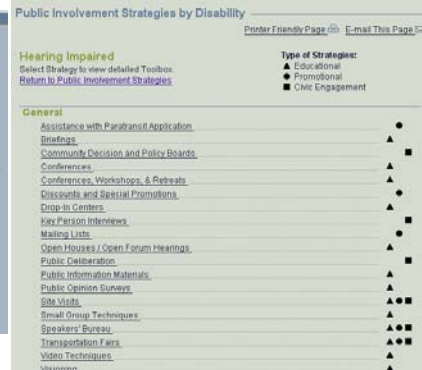 Public Involvement Strategies by Disability
Printer Friendly Page E-mail This Page
Hearing Impaired
Select Strategy to view detailed Toolbox.
Return to Public Involvement Strategies
Type of Strategies:
▲ Educational
● Promotional
■ Civic Engagement
General
Assistance with Paratransit Application ●
Briefings ▲
Community Decision and Policy Boards ■
Conferences ▲
Conferences, Workshops, & Retreats ▲
Discounts and Special Promotions ●
Drop-In Centers ▲
Key Person Interviews ■
Mailing Lists ●
Open Houses / Open Forum Hearings ▲
Public Deliberation ■
Public Information Materials ▲
Public Opinion Surveys ▲
Site Visits ▲●■
Small Group Techniques ▲
Speakers' Bureau ▲●■
Transportation Fairs ▲●■
Video Techniques ▲
Visioning ▲